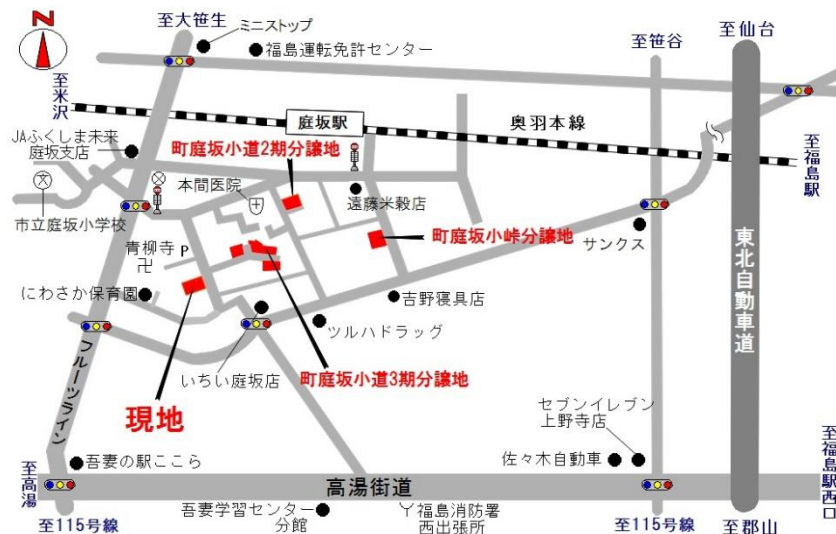 N
至大笹生
ミニストップ
福島運転免許センター
至笹谷
至仙台
至米沢
庭坂駅
奥羽本線
至福島駅
JAふくしま未来
庭坂支店
町庭坂小道2期分譲地
本間医院
文
市立庭坂小学校
遠藤米穀店
町庭坂小峠分譲地
サンクス
青柳寺
P
卍
東北自動車道
にわさか保育園
吉野寝具店
ツルハドラッグ
フルーツライン
いちい庭坂店
町庭坂小道3期分譲地
現地
セブンイレブン
上野寺店
吾妻の駅ここら
佐々木自動車
至高湯
高湯街道
至福島駅西口
吾妻学習センター
分館
福島消防署
西出張所
至115号線
至115号線
至郡山